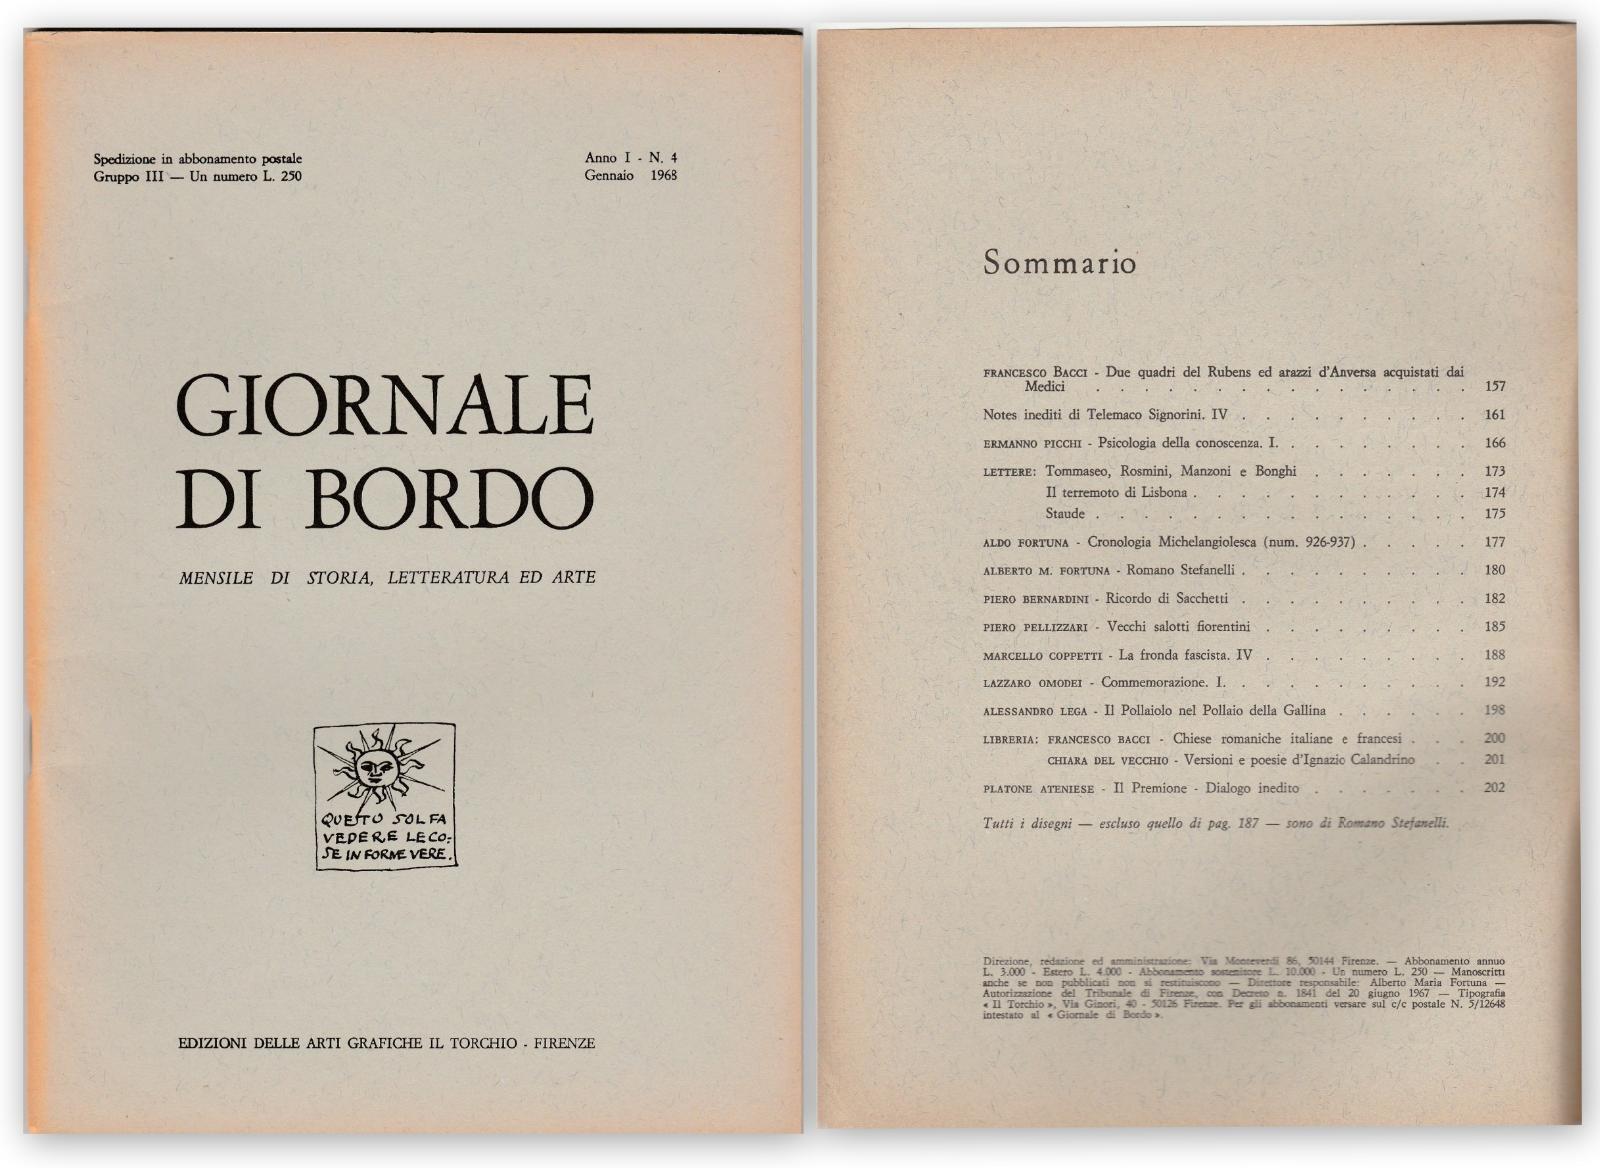 Spedizione in abbonamento postale
Gruppo III — Un numero L. 250
Anno I - N. 4
Gennaio 1968
GIORNALE
DI BORDO
MENSILE DI STORIA, LETTERATURA ED ARTE
QUESTO SOL FA
VEDERE LE CO:
SE IN FORME VERE.
EDIZIONI DELLE ARTI GRAFICHE IL TORCHIO - FIRENZE
Sommario
FRANCESCO BACCI - Due quadri del Rubens ed arazzi d'Anversa acquistati dai
Medici . . . . . . . . . . . . . . . . 157
Notes inediti di Telemaco Signorini. IV . . . . . . . . . . 161
ERMANNO PICCHI - Psicologia della conoscenza. I. . . . . . . . . 166
LETTERE: Tommaseo, Rosmini, Manzoni e Bonghi . . . . . . . 173
Il terremoto di Lisbona . . . . . . . . . . . . 174
Staude . . . . . . . . . . . . . . . . 175
ALDO FORTUNA - Cronologia Michelangiolesca (num. 926-937) . . . . . 177
ALBERTO M. FORTUNA - Romano Stefanelli . . . . . . . . . . 180
PIERO BERNARDINI - Ricordo di Sacchetti . . . . . . . . . . 182
PIERO PELLIZZARI - Vecchi salotti fiorentini . . . . . . . . . 185
MARCELLO COPPETTI - La fronda fascista. IV . . . . . . . . . 188
LAZZARO OMODEI - Commemorazione. I. . . . . . . . . . . 192
ALESSANDRO LEGA - Il Pollaiolo nel Pollaio della Gallina . . . . . . 198
LIBRERIA: FRANCESCO BACCI - Chiese romaniche italiane e francesi . . . 200
CHIARA DEL VECCHIO - Versioni e poesie d'Ignazio Calandrino . . 201
PLATONE ATENIESE - Il Premione - Dialogo inedito . . . . . . . 202
Tutti i disegni — escluso quello di pag. 187 — sono di Romano Stefanelli.
Direzione, redazione ed amministrazione: Via Monteverdi 86, 50144 Firenze. — Abbonamento annuo
L. 3.000 - Estero L. 4.000 - Abbonamento sostenitore L. 10.000 - Un numero L. 250 — Manoscritti
anche se non pubblicati non si restituiscono — Direttore responsabile: Alberto Maria Fortuna —
Autorizzazione del Tribunale di Firenze, con Decreto n. 1841 del 20 giugno 1967 — Tipografia
« Il Torchio », Via Ginori, 40 - 50126 Firenze. Per gli abbonamenti versare sul c/c postale N. 5/12648
intestato al « Giornale di Bordo ».